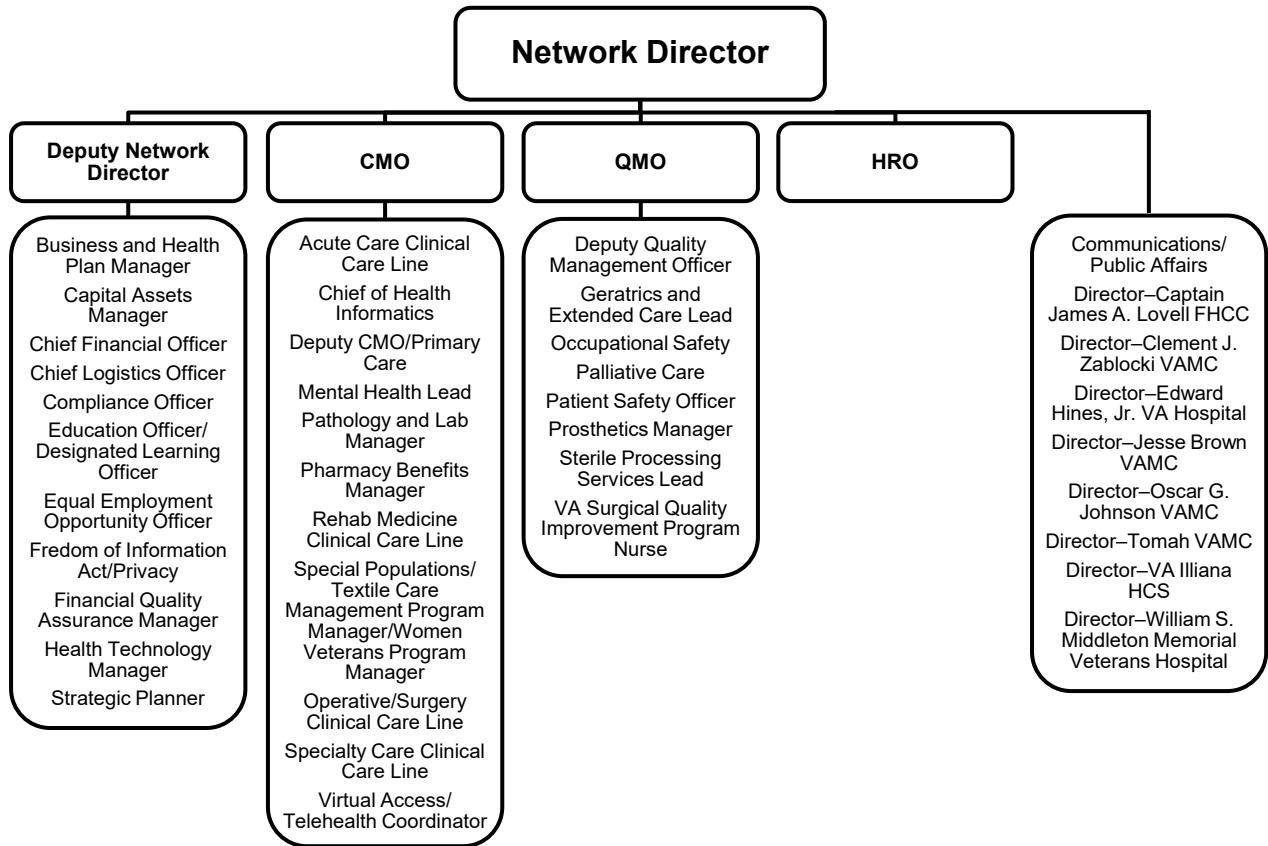 Network Director
Deputy Network
Director
CMO
QMO
HRO
Business and Health
Plan Manager
Capital Assets
Manager
Chief Financial Officer
Chief Logistics Officer
Compliance Officer
Education Officer/
Designated Learning
Officer
Equal Employment
Opportunity Officer
Fredom of Information
Act/Privacy
Financial Quality
Assurance Manager
Health Technology
Manager
Strategic Planner
Acute Care Clinical
Care Line
Chief of Health
Informatics
Deputy CMO/Primary
Care
Mental Health Lead
Pathology and Lab
Manager
Pharmacy Benefits
Manager
Rehab Medicine
Clinical Care Line
Special Populations/
Textile Care
Management Program
Manager/Women
Veterans Program
Manager
Operative/Surgery
Clinical Care Line
Specialty Care Clinical
Care Line
Virtual Access/
Telehealth Coordinator
Deputy Quality
Management Officer
Geratrics and
Extended Care Lead
Occupational Safety
Palliative Care
Patient Safety Officer
Prosthetics Manager
Sterile Processing
Services Lead
VA Surgical Quality
Improvement Program
Nurse
Communications/
Public Affairs
Director–Captain
James A. Lovell FHCC
Director–Clement J.
Zablocki VAMC
Director–Edward
Hines, Jr. VA Hospital
Director–Jesse Brown
VAMC
Director–Oscar G.
Johnson VAMC
Director–Tomah VAMC
Director–VA Illiana
HCS
Director–William S.
Middleton Memorial
Veterans Hospital